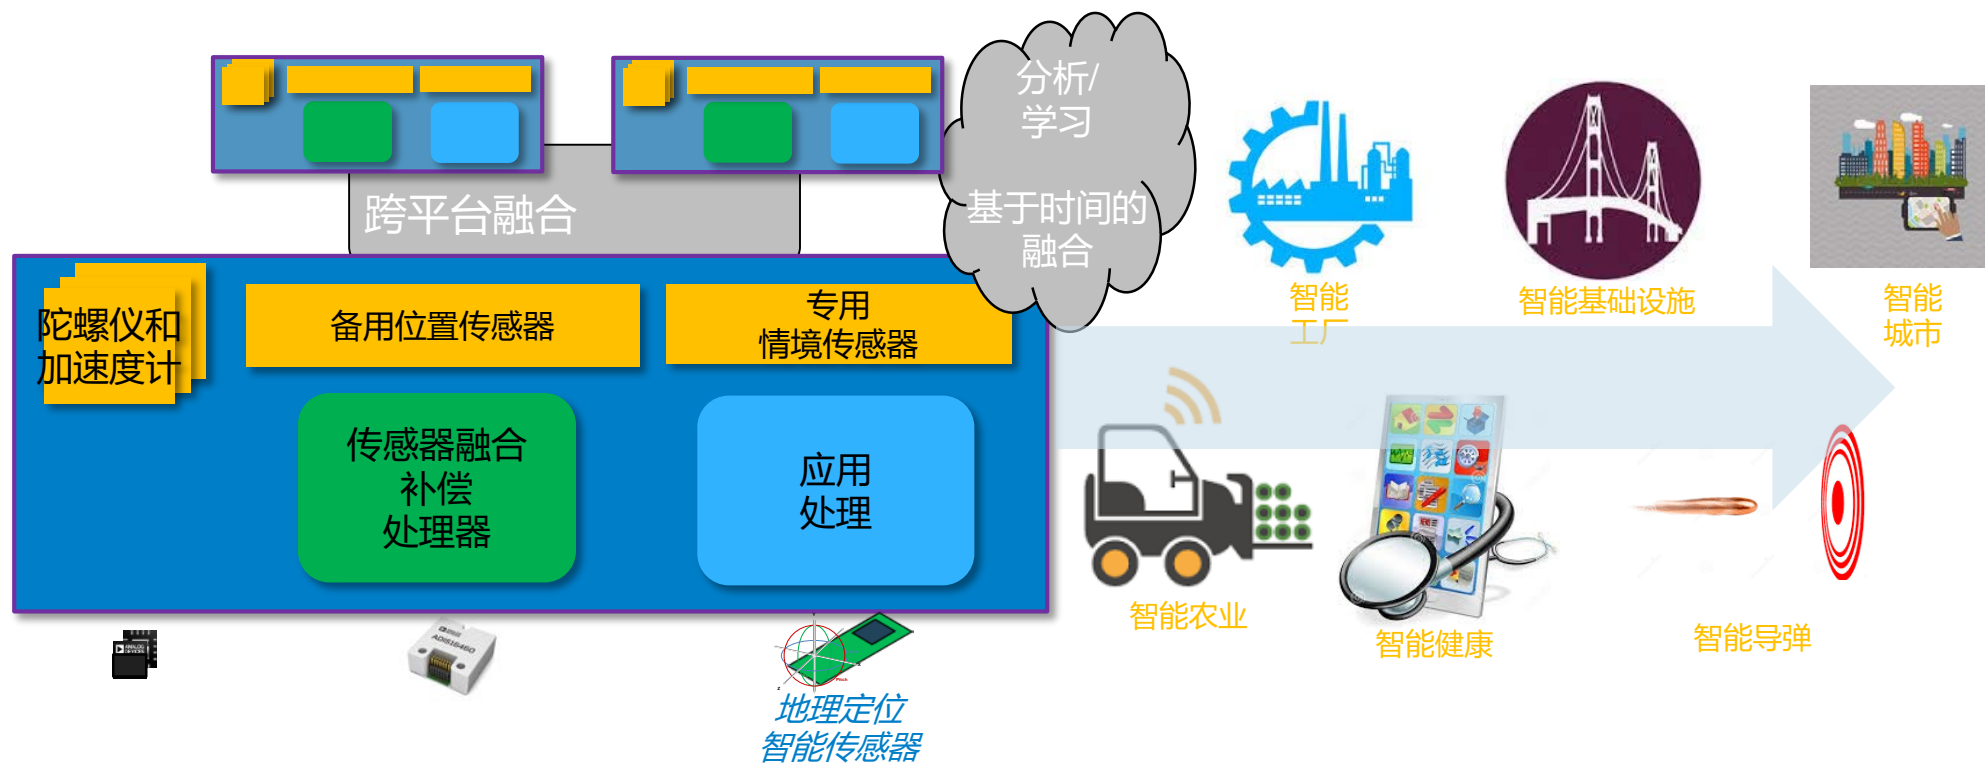 分析/
学习
基于时间的
融合
跨平台融合
陀螺仪和
加速度计
备用位置传感器
专用
情境传感器
传感器融合
补偿
处理器
应用
处理
智能
工厂
智能基础设施
智能
城市
智能农业
智能健康
智能导弹
ANALOG
ADIS16460
Pitch
地理定位
智能传感器